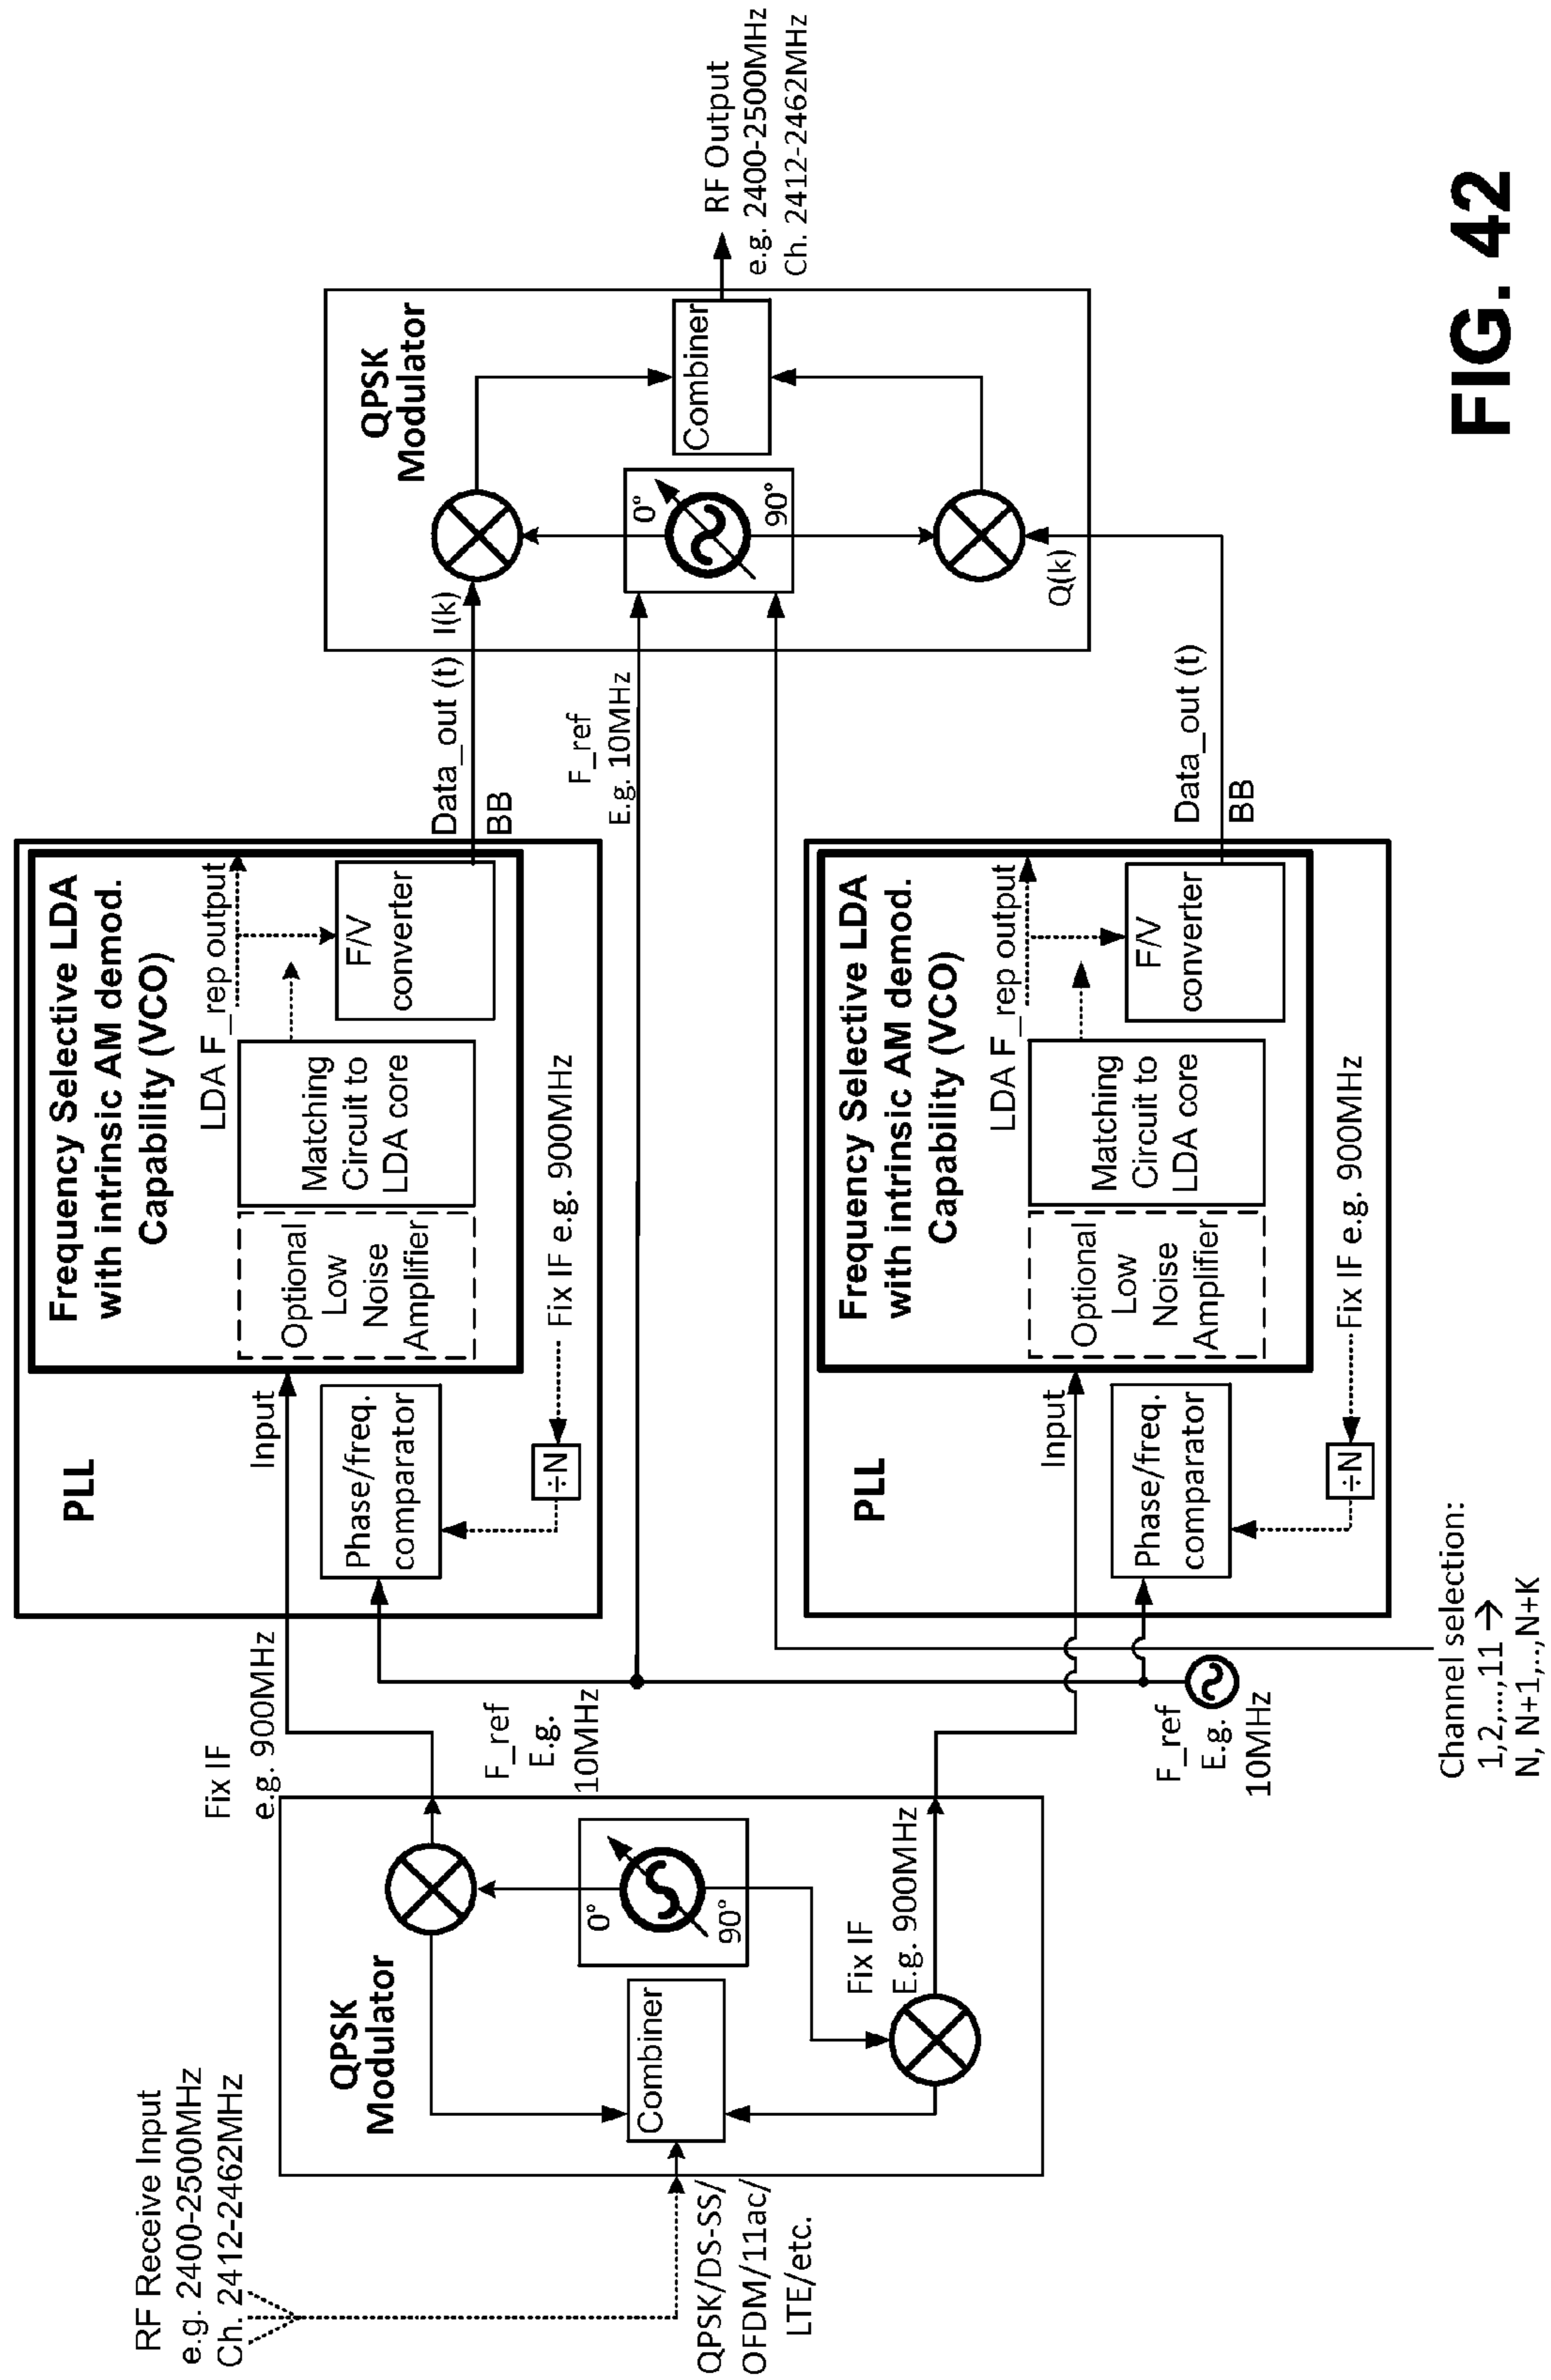 RF Receive Input
e.g. 2400-2500MHz
Ch. 2412-2462MHz
QPSK/DS-SS/
OFDM/11ac/
LTE/etc.
QPSK
Modulator
Combiner
0°
90°
Fix IF
E.g. 900MHz
Fix IF
e.g. 900MHz
F_ref
E.g.
10MHz
F_ref
E.g.
10MHz
Channel selection:
1,2,...,11 →
N, N+1,..,N+K
PLL
Input
Phase/freq.
comparator
÷N
Fix IF e.g. 900MHz
Frequency Selective LDA
with intrinsic AM demod.
Capability (VCO)
Optional
Low
Noise
Amplifier
Matching
Circuit to
LDA core
LDA F_rep output
F/V
converter
Data_out (t)
BB
F_ref
E.g. 10MHz
PLL
Input
Phase/freq.
comparator
÷N
Fix IF e.g. 900MHz
Frequency Selective LDA
with intrinsic AM demod.
Capability (VCO)
Optional
Low
Noise
Amplifier
Matching
Circuit to
LDA core
LDA F_rep output
F/V
converter
Data_out (t)
BB
QPSK
Modulator
I(k)
0°
90°
Q(k)
Combiner
RF Output
e.g. 2400-2500MHz
Ch. 2412-2462MHz
FIG. 42